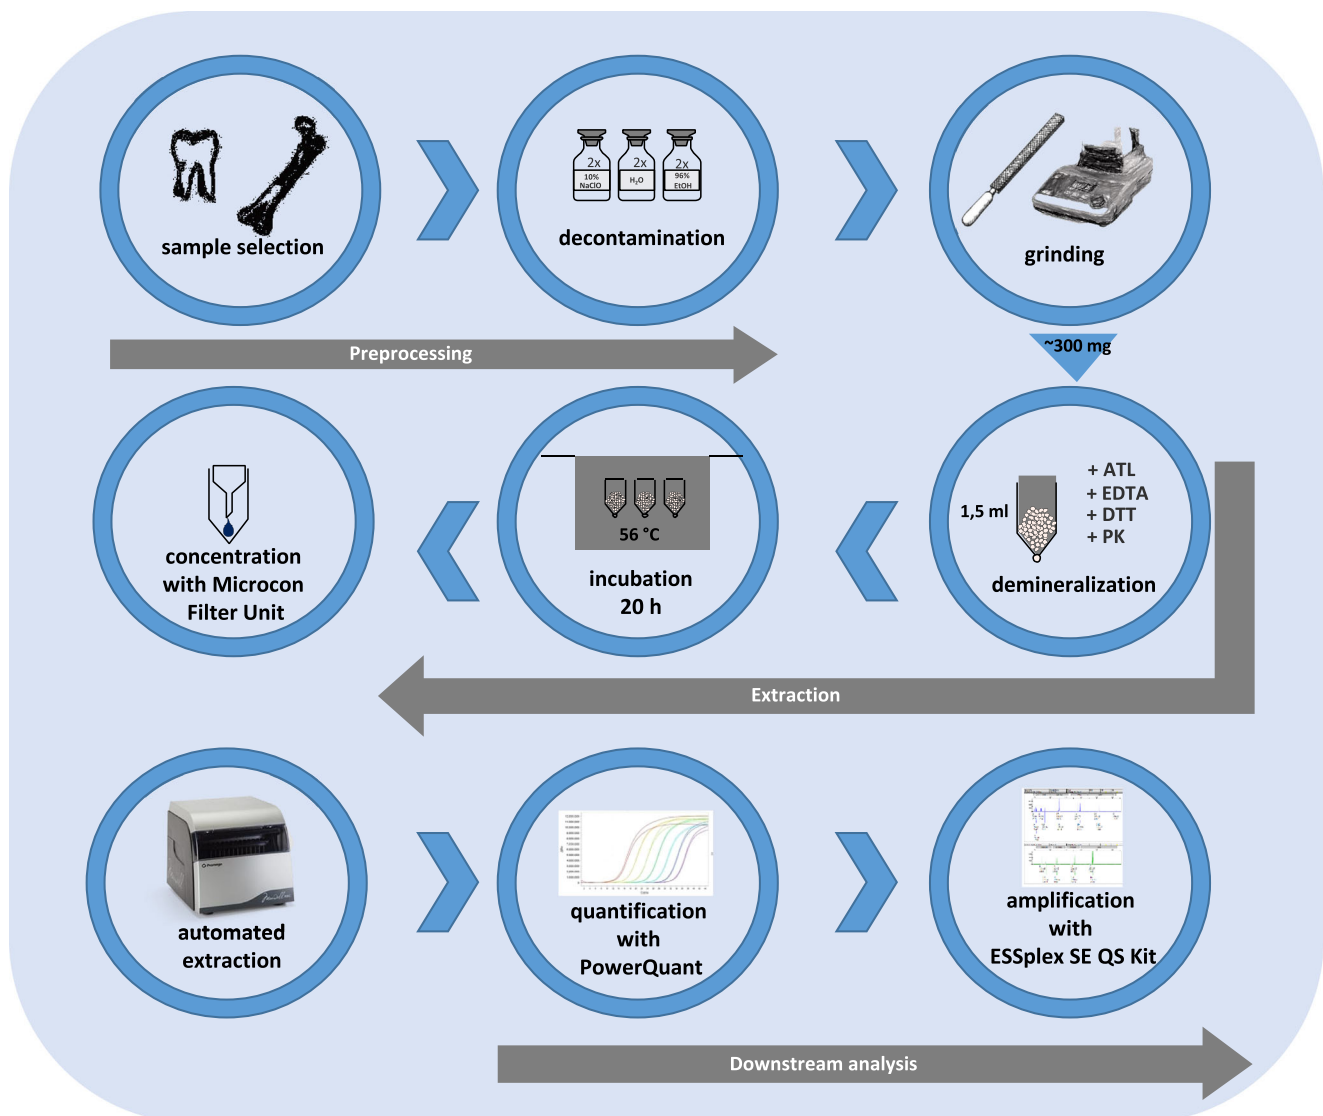 2x
10%
NaClO
2x
H₂O
2x
96%
EtOH
sample selection
decontamination
grinding
Preprocessing
~300 mg
56 °C
1,5 ml
+ ATL
+ EDTA
+ DTT
+ PK
concentration
with Microcon
Filter Unit
incubation
20 h
demineralization
Extraction
automated
extraction
quantification
with
PowerQuant
amplification
with
ESSplex SE QS Kit
Downstream analysis